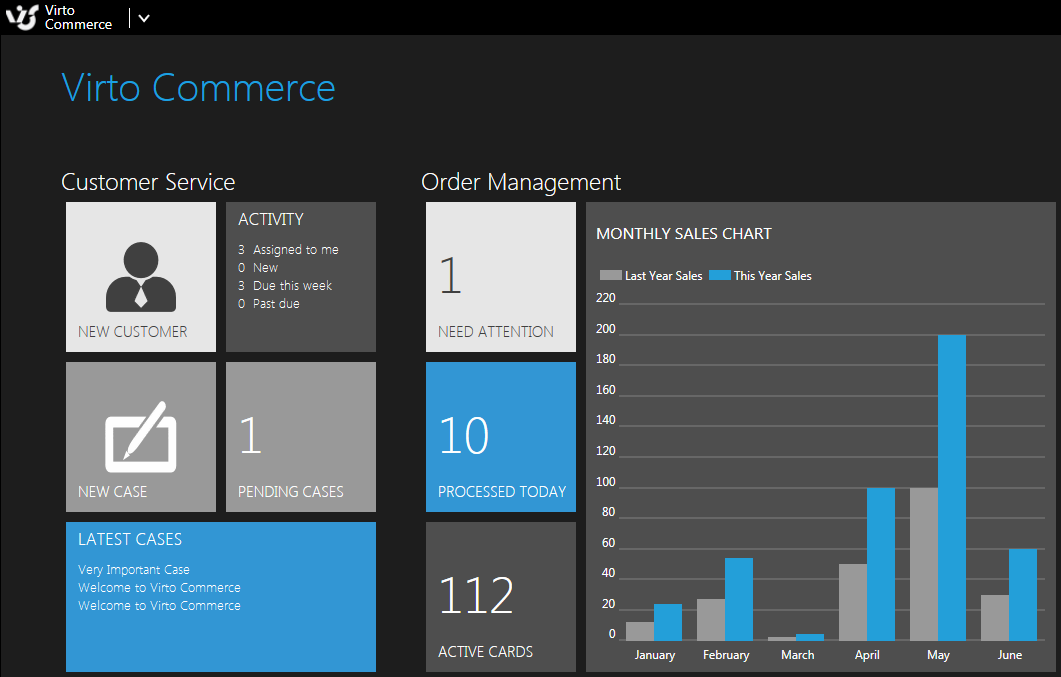 Virto
Commerce
Virto Commerce
Customer Service
NEW CUSTOMER
ACTIVITY
3 Assigned to me
0 New
3 Due this week
0 Past due
NEW CASE
1
PENDING CASES
LATEST CASES
Very Important Case
Welcome to Virto Commerce
Welcome to Virto Commerce
Order Management
1
NEED ATTENTION
10
PROCESSED TODAY
112
ACTIVE CARDS
MONTHLY SALES CHART
Last Year Sales This Year Sales
220
200
180
160
140
120
100
80
60
40
20
0
January February March April May June